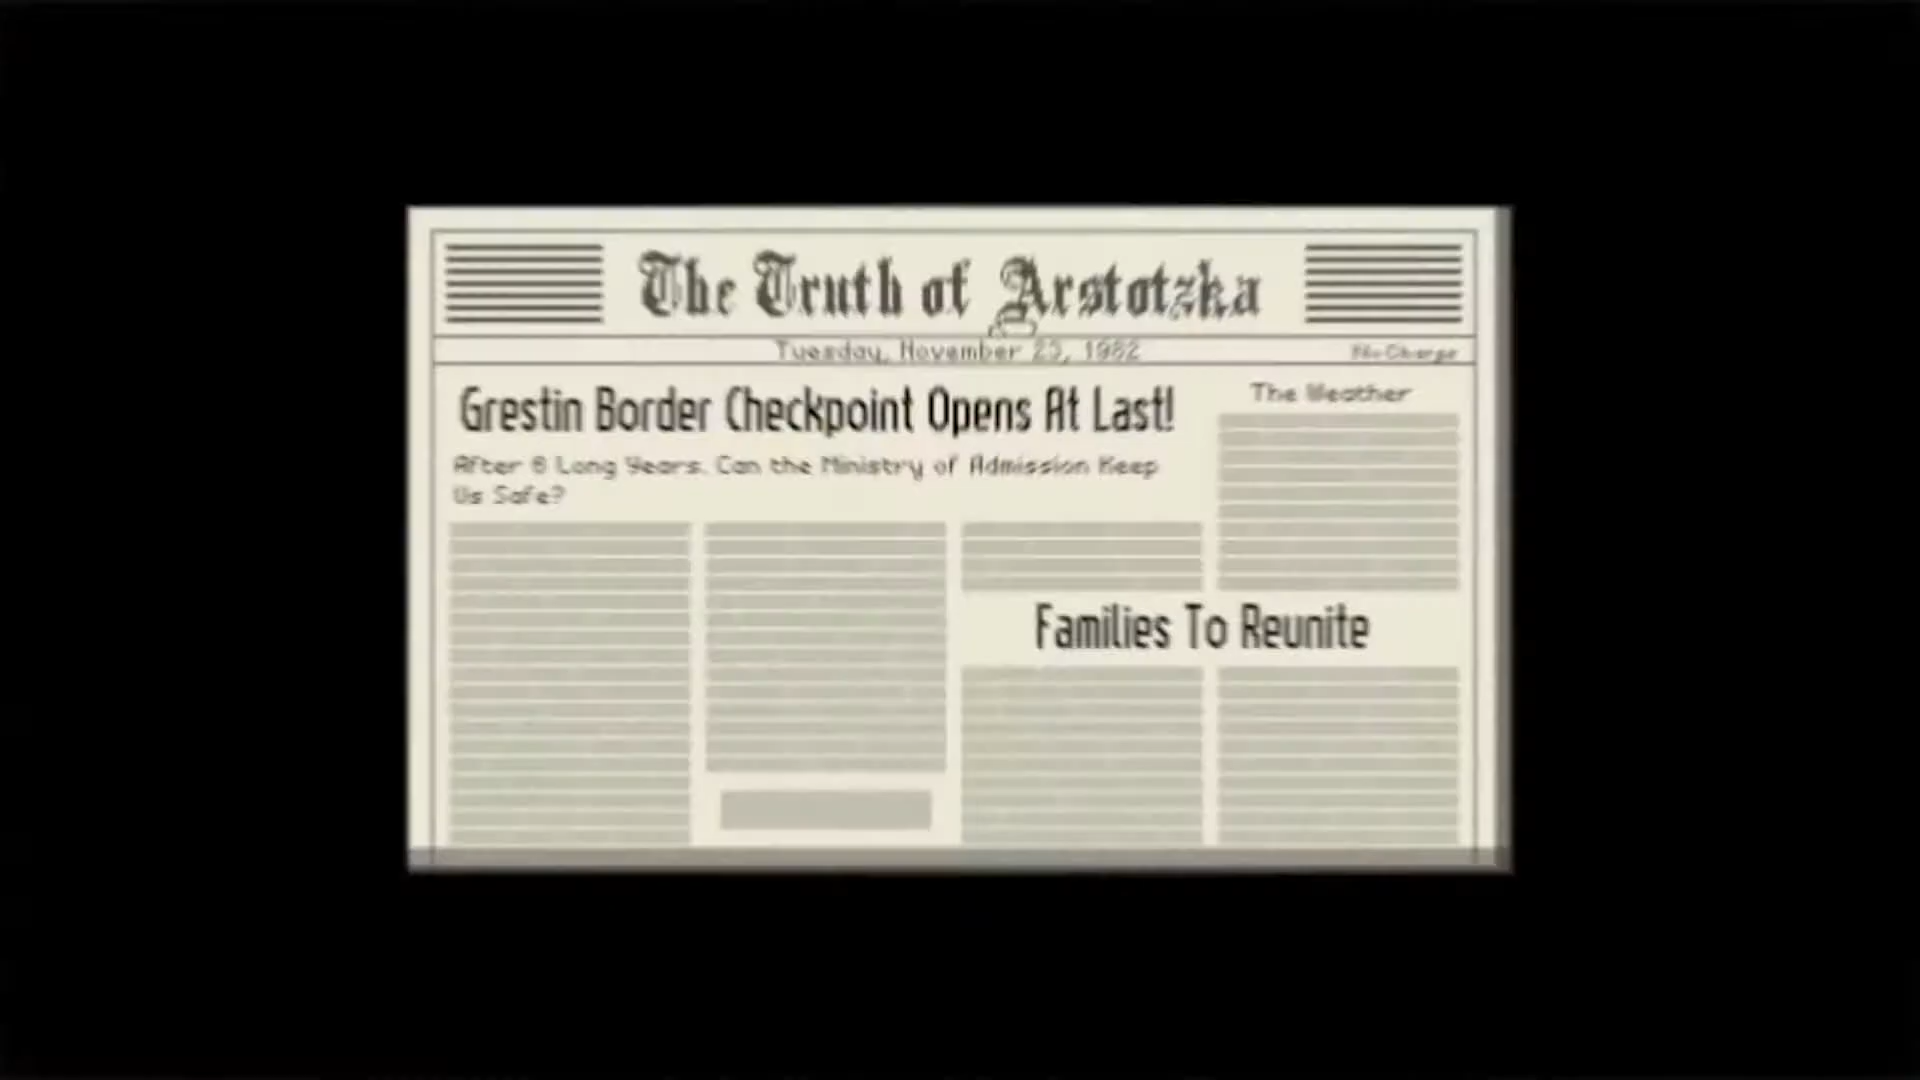 The Truth of Arstotzka
Tuesday, November 23, 1982
No Charge
Grestin Border Checkpoint Opens At Last!
The Weather
After 6 Long Years. Can the Ministry of Admission Keep
Us Safe?
Families To Reunite